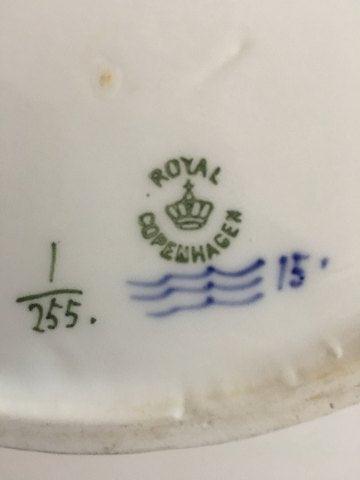 ROYAL
COPENHAGEN
1
255.
15.